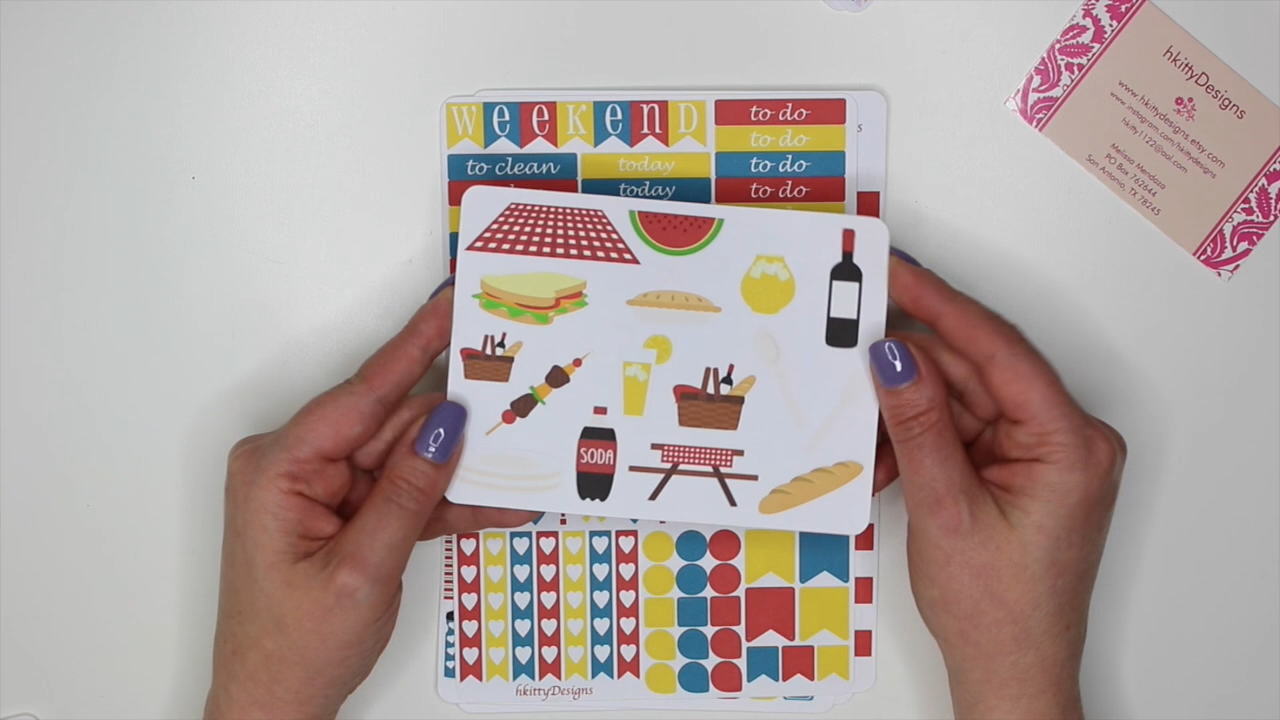 WEEKEND
to do
to do
to clean
today
to do
today
to do
SODA
hkittyDesigns
hkittyDesigns
www.hkittydesigns.etsy.com
www.instagram.com/hkittydesigns
hkitty1122@aol.com
Melissa Mendoza
PO Box 762644
San Antonio, TX 78245